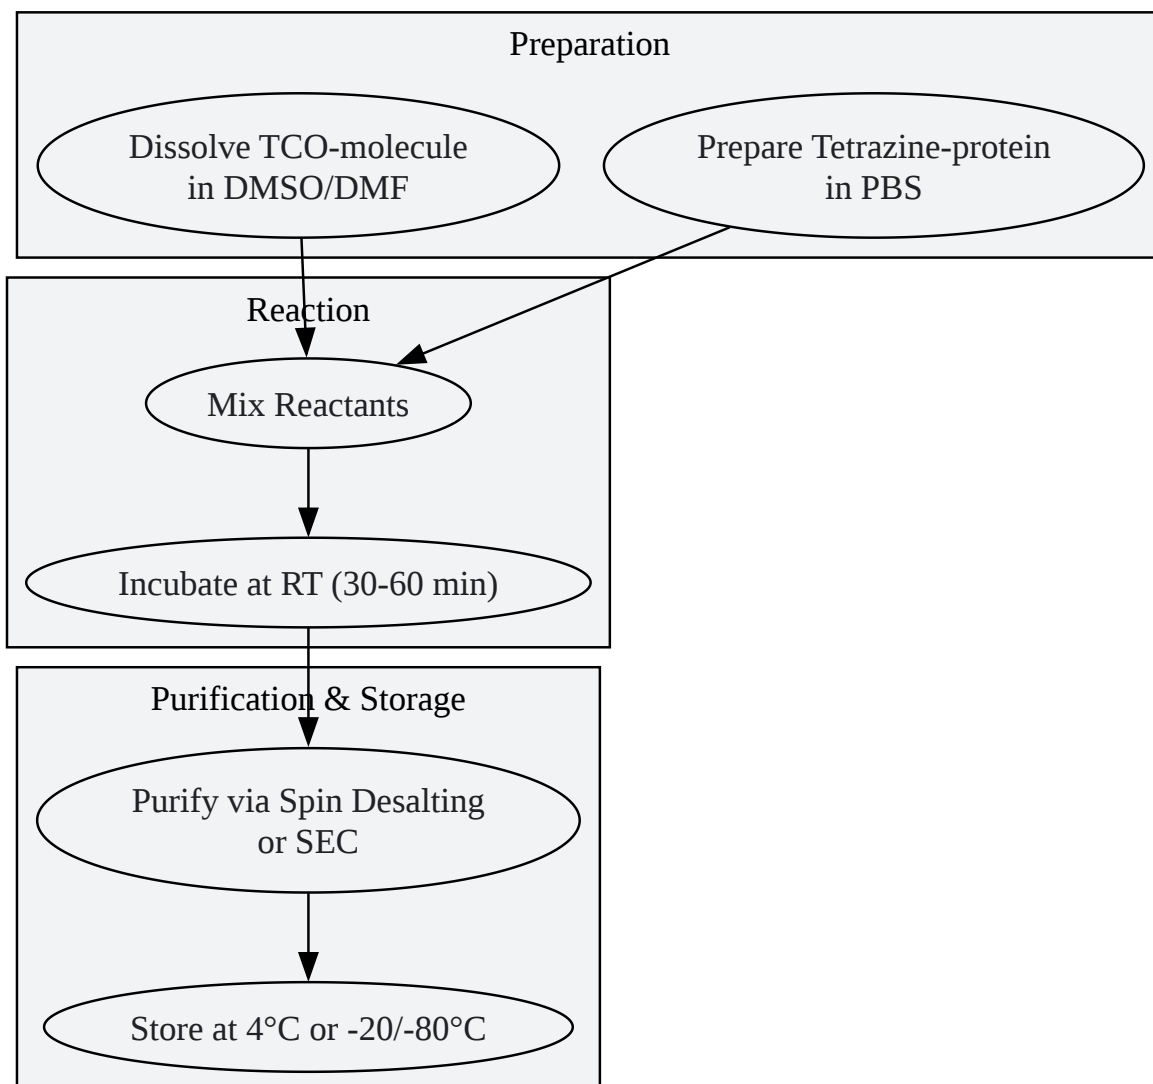 Preparation
Dissolve TCO-molecule
in DMSO/DMF
Prepare Tetrazine-protein
in PBS
Reaction
Mix Reactants
Incubate at RT (30-60 min)
Purification & Storage
Purify via Spin Desalting
or SEC
Store at 4°C or -20/-80°C